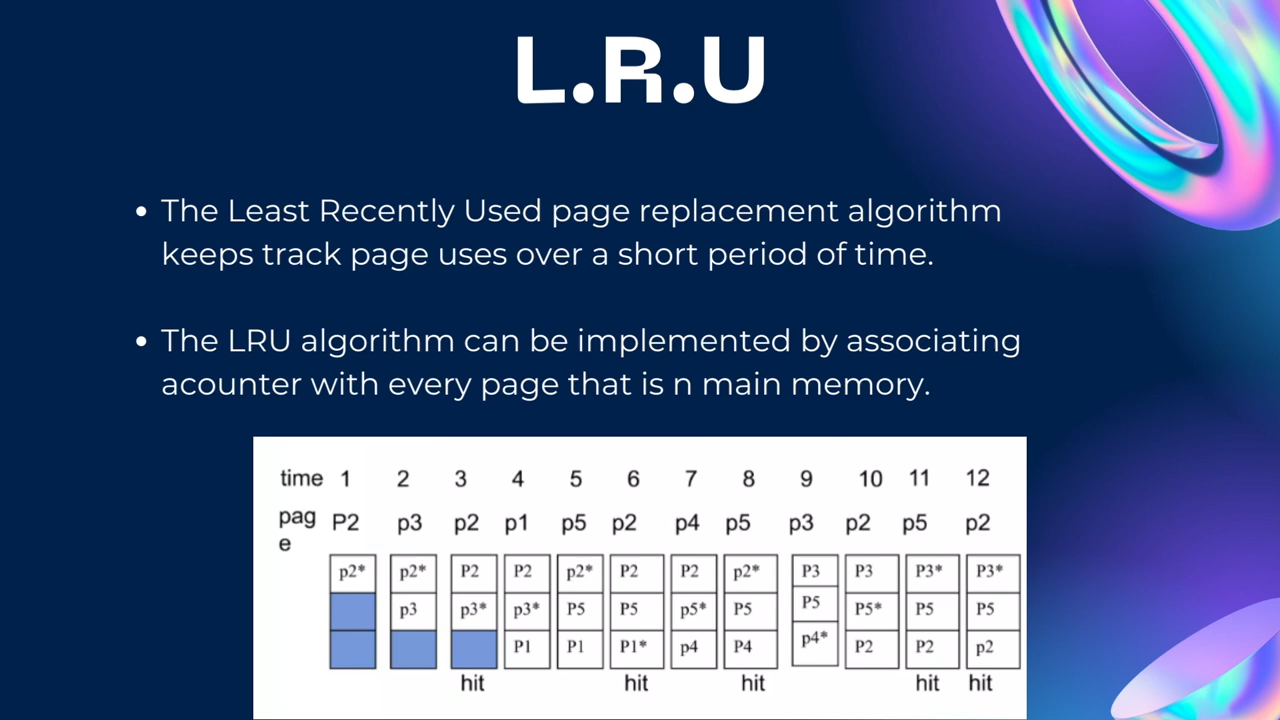 L.R.U
• The Least Recently Used page replacement algorithm
keeps track page uses over a short period of time.
• The LRU algorithm can be implemented by associating
acounter with every page that is n main memory.
time 1 2 3 4 5 6 7 8 9 10 11 12
pag P2 p3 p2 p1 p5 p2 p4 p5 p3 p2 p5 p2
e
p2* p2* P2 P2 p2* P2 P2 p2* P3 P3 P3* P3*
p3 p3* p3* P5 P5 p5* P5 P5 P5* P5 P5
P1 P1 P1* p4 P4 p4* P2 P2 p2
hit hit hit hit hit